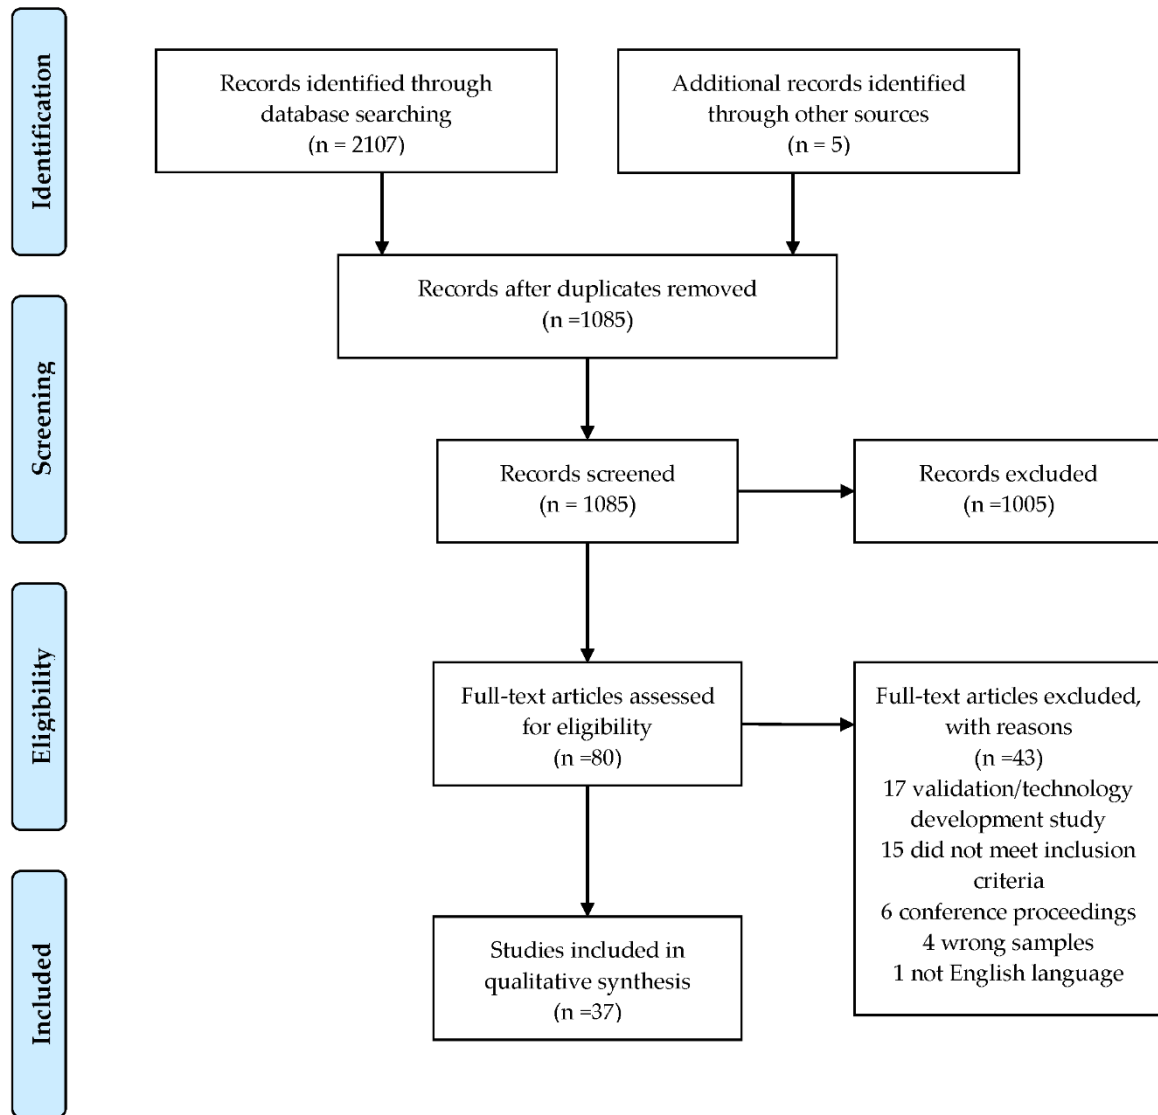 Identification
Records identified through
database searching
(n = 2107)
Additional records identified
through other sources
(n = 5)
Records after duplicates removed
(n =1085)
Screening
Records screened
(n = 1085)
Records excluded
(n =1005)
Eligibility
Full-text articles assessed
for eligibility
(n =80)
Full-text articles excluded,
with reasons
(n =43)
17 validation/technology
development study
15 did not meet inclusion
criteria
6 conference proceedings
4 wrong samples
1 not English language
Included
Studies included in
qualitative synthesis
(n =37)